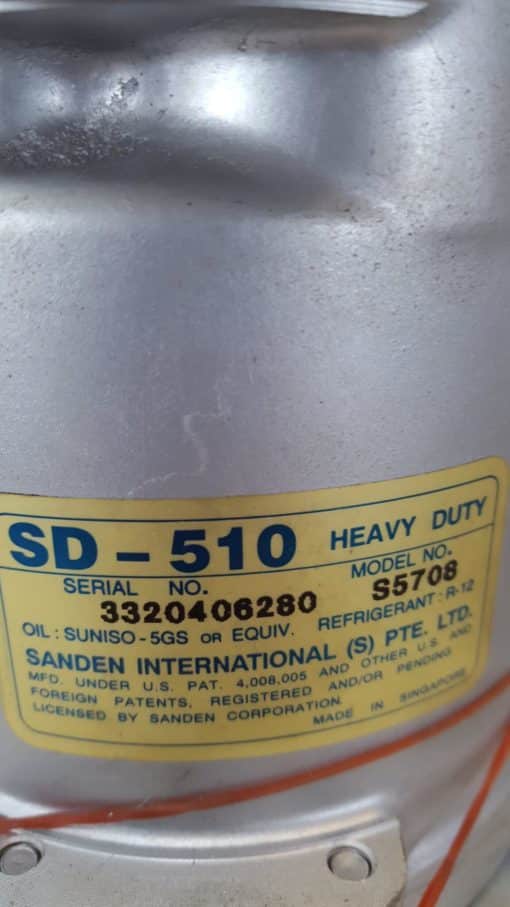 SD-510 HEAVY DUTY
SERIAL NO. MODEL NO.
3320406280 S5708
OIL: SUNISO-5GS OR EQUIV. REFRIGERANT: R-12
SANDEN INTERNATIONAL (S) PTE. LTD.
MFD. UNDER U.S. PAT. 4,008,005 AND OTHER U.S. AND
FOREIGN PATENTS, REGISTERED AND/OR PENDING
LICENSED BY SANDEN CORPORATION.
MADE IN SINGAPORE